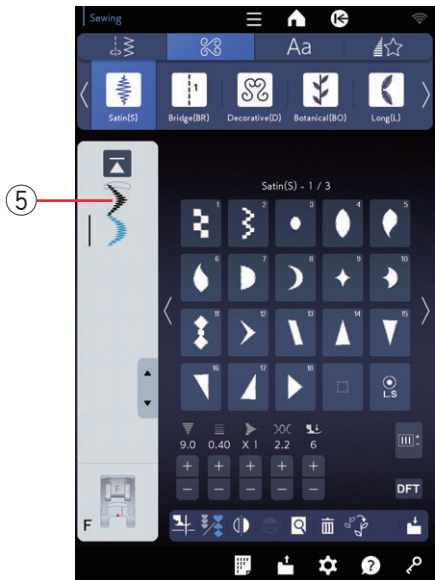 Sewing
Aa
1
Satin(S) Bridge(BR) Decorative(D) Botanical(BO) Long(L)
5
Satin(S) - 1 / 3
1 2 3 4 5
6 7 8 9 10
11 12 13 14 15
16 17 18 L.S
9.0 0.40 X 1 2.2 6
+ + + + +
− − − − −
DFT
F
F
?